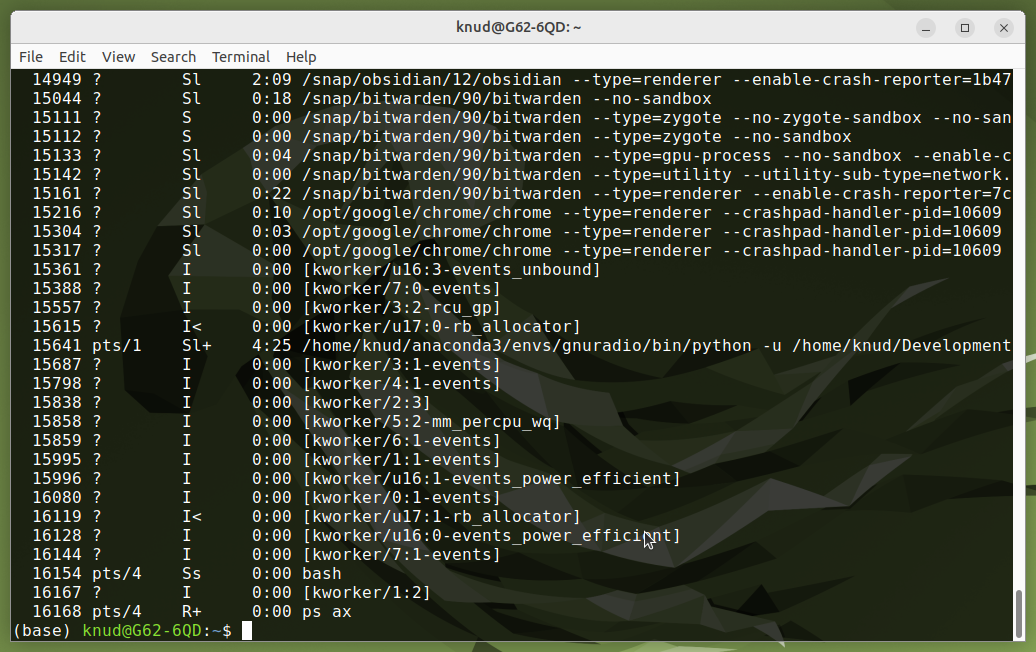 knud@G62-6QD: ~
File Edit View Search Terminal Help
14949 ? Sl 2:09 /snap/obsidian/12/obsidian --type=renderer --enable-crash-reporter=1b47
15044 ? Sl 0:18 /snap/bitwarden/90/bitwarden --no-sandbox
15111 ? S 0:00 /snap/bitwarden/90/bitwarden --type=zygote --no-zygote-sandbox --no-san
15112 ? S 0:00 /snap/bitwarden/90/bitwarden --type=zygote --no-sandbox
15133 ? Sl 0:04 /snap/bitwarden/90/bitwarden --type=gpu-process --no-sandbox --enable-c
15142 ? Sl 0:00 /snap/bitwarden/90/bitwarden --type=utility --utility-sub-type=network.
15161 ? Sl 0:22 /snap/bitwarden/90/bitwarden --type=renderer --enable-crash-reporter=7c
15216 ? Sl 0:10 /opt/google/chrome/chrome --type=renderer --crashpad-handler-pid=10609
15304 ? Sl 0:03 /opt/google/chrome/chrome --type=renderer --crashpad-handler-pid=10609
15317 ? Sl 0:00 /opt/google/chrome/chrome --type=renderer --crashpad-handler-pid=10609
15361 ? I 0:00 [kworker/u16:3-events_unbound]
15388 ? I 0:00 [kworker/7:0-events]
15557 ? I 0:00 [kworker/3:2-rcu_gp]
15615 ? I< 0:00 [kworker/u17:0-rb_allocator]
15641 pts/1 Sl+ 4:25 /home/knud/anaconda3/envs/gnuradio/bin/python -u /home/knud/Development
15687 ? I 0:00 [kworker/3:1-events]
15798 ? I 0:00 [kworker/4:1-events]
15838 ? I 0:00 [kworker/2:3]
15858 ? I 0:00 [kworker/5:2-mm_percpu_wq]
15859 ? I 0:00 [kworker/6:1-events]
15995 ? I 0:00 [kworker/1:1-events]
15996 ? I 0:00 [kworker/u16:1-events_power_efficient]
16080 ? I 0:00 [kworker/0:1-events]
16119 ? I< 0:00 [kworker/u17:1-rb_allocator]
16128 ? I 0:00 [kworker/u16:0-events_power_efficient]
16144 ? I 0:00 [kworker/7:1-events]
16154 pts/4 Ss 0:00 bash
16167 ? I 0:00 [kworker/1:2]
16168 pts/4 R+ 0:00 ps ax
(base) knud@G62-6QD:~$